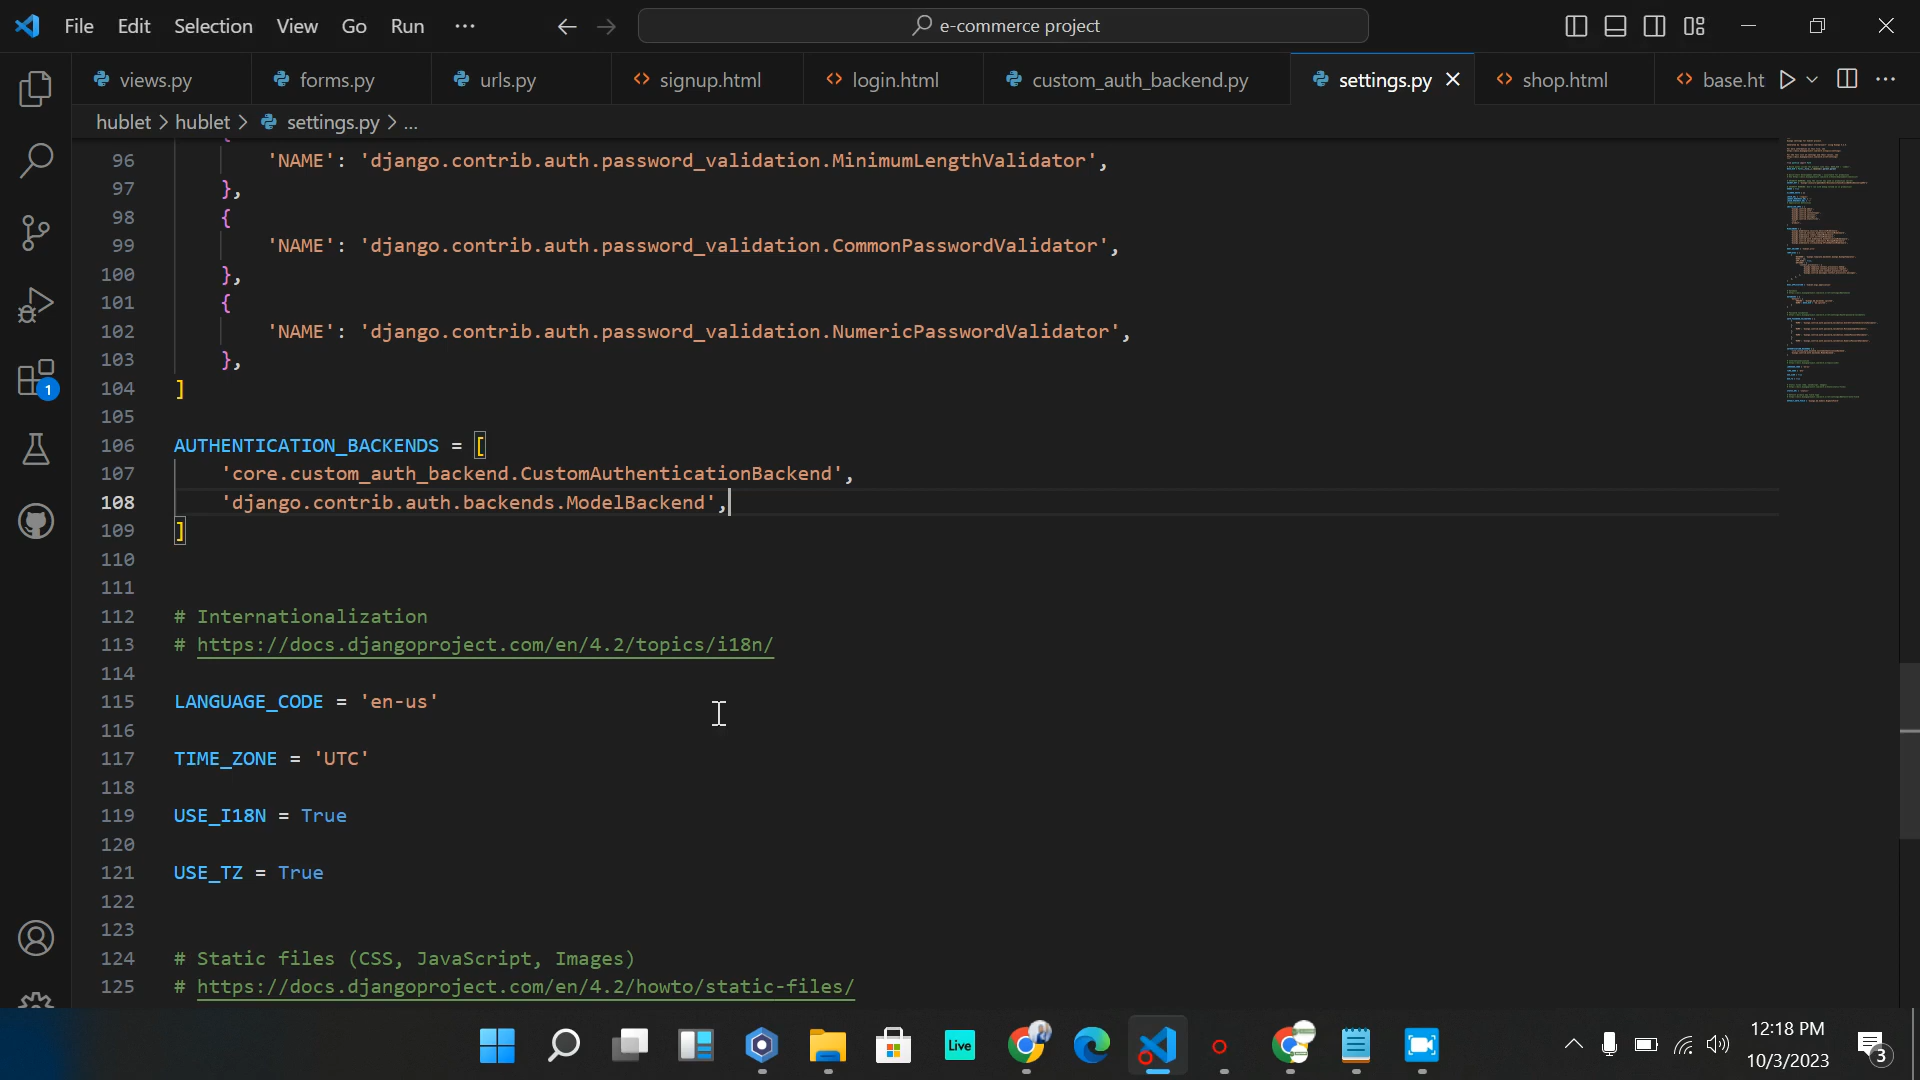 File Edit Selection View Go Run ... e-commerce project
views.py forms.py urls.py signup.html login.html custom_auth_backend.py settings.py shop.html base.ht
hublet > hublet > settings.py > ...
96 'NAME': 'django.contrib.auth.password_validation.MinimumLengthValidator',
97 },
98 {
99 'NAME': 'django.contrib.auth.password_validation.CommonPasswordValidator',
100 },
101 {
102 'NAME': 'django.contrib.auth.password_validation.NumericPasswordValidator',
103 },
104 ]
105
106 AUTHENTICATION_BACKENDS = [
107 'core.custom_auth_backend.CustomAuthenticationBackend',
108 'django.contrib.auth.backends.ModelBackend',
109 ]
110
111
112 # Internationalization
113 # https://docs.djangoproject.com/en/4.2/topics/i18n/
114
115 LANGUAGE_CODE = 'en-us'
116
117 TIME_ZONE = 'UTC'
118
119 USE_I18N = True
120
121 USE_TZ = True
122
123
124 # Static files (CSS, JavaScript, Images)
125 # https://docs.djangoproject.com/en/4.2/howto/static-files/
1
Live
12:18 PM
10/3/2023
3